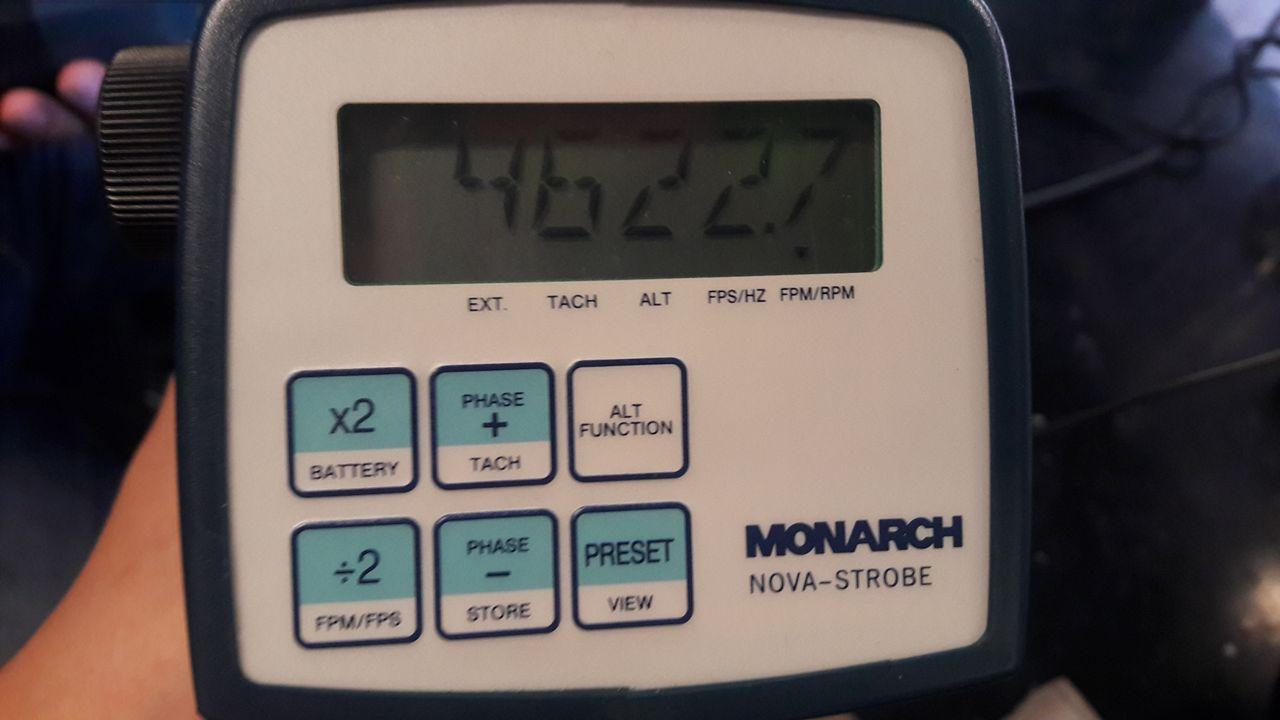 4622.7
EXT. TACH ALT FPS/HZ FPM/RPM
x2
BATTERY
PHASE
+
TACH
ALT
FUNCTION
÷2
FPM/FPS
PHASE
–
STORE
PRESET
VIEW
MONARCH
NOVA-STROBE